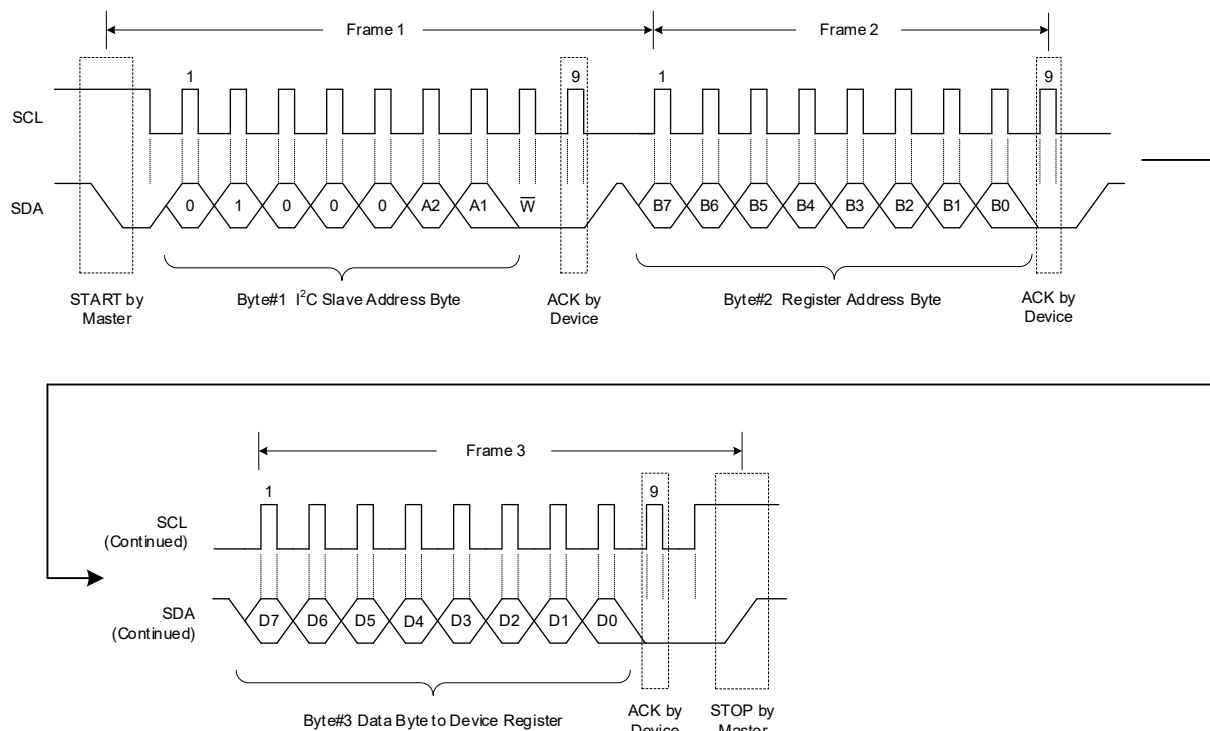 Frame 1 Frame 2
1 9 1 9
SCL
SDA 0 1 0 0 0 A2 A1 W̅ B7 B6 B5 B4 B3 B2 B1 B0
START by Master
Byte#1 I²C Slave Address Byte
ACK by Device
Byte#2 Register Address Byte
ACK by Device
Frame 3
1 9
SCL (Continued)
SDA (Continued)
D7 D6 D5 D4 D3 D2 D1 D0
Byte#3 Data Byte to Device Register
ACK by Device
STOP by Master